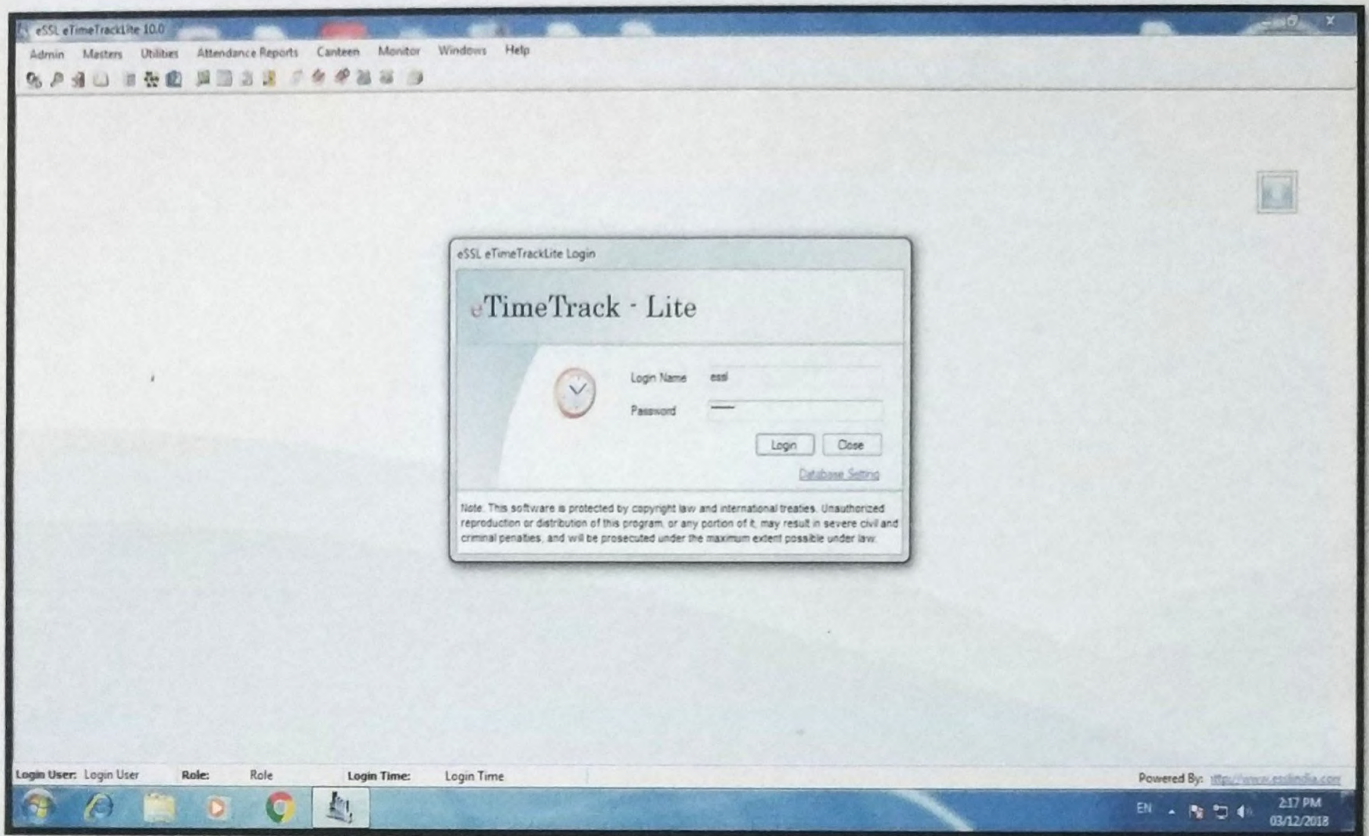 eSSL eTimeTrackLite 10.0
Admin Masters Utilities Attendance Reports Canteen Monitor Windows Help
eSSL eTimeTrackLite Login
eTimeTrack - Lite
Login Name essl
Password
Login Close
Database Setting
Note: This software is protected by copyright law and international treaties. Unauthorized
reproduction or distribution of this program, or any portion of it, may result in severe civil and
criminal penalties, and will be prosecuted under the maximum extent possible under law.
Login User: Login User Role: Role Login Time: Login Time Powered By: http://www.esslindia.com
EN 2:17 PM
03/12/2018